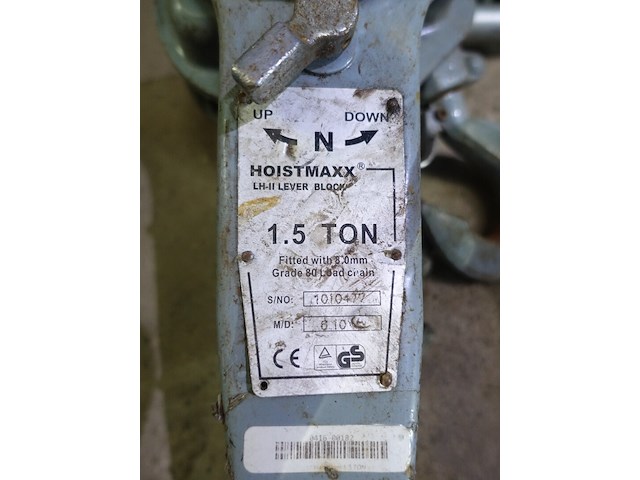 UP DOWN
N
HOISTMAXX®
LH-II LEVER BLOCK
1.5 TON
Fitted with 8.0mm
Grade 80 Load chain
S/NO: 1010477
M/D:
CE GS